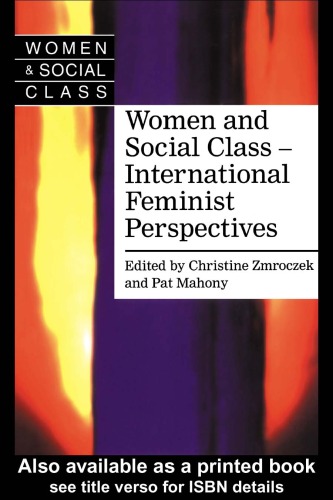 WOMEN
& SOCIAL
CLASS
Women and
Social Class –
International
Feminist
Perspectives
Edited by Christine Zmroczek
and Pat Mahony
Also available as a printed book
see title verso for ISBN details